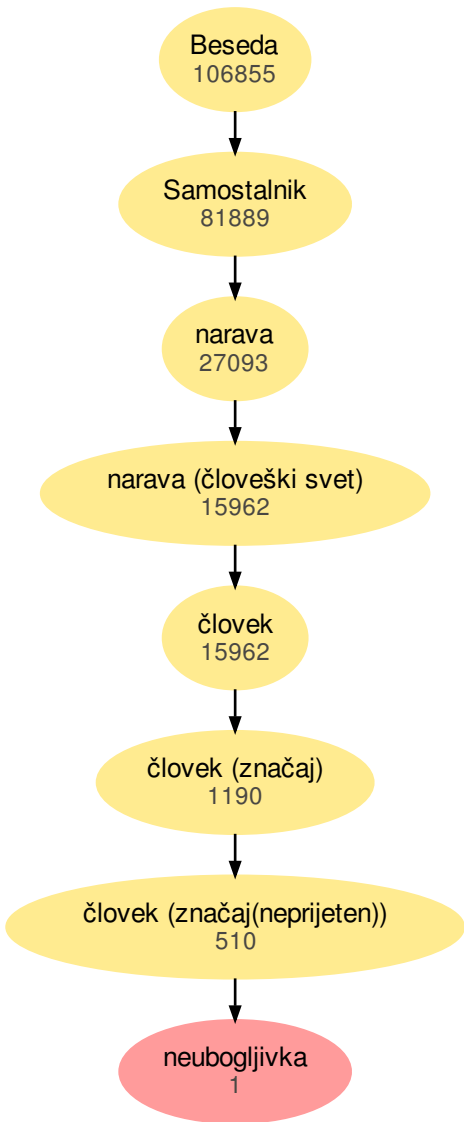 Beseda
106855
Samostalnik
81889
narava
27093
narava (človeški svet)
15962
človek
15962
človek (značaj)
1190
človek (značaj(neprijeten))
510
neubogljivka
1